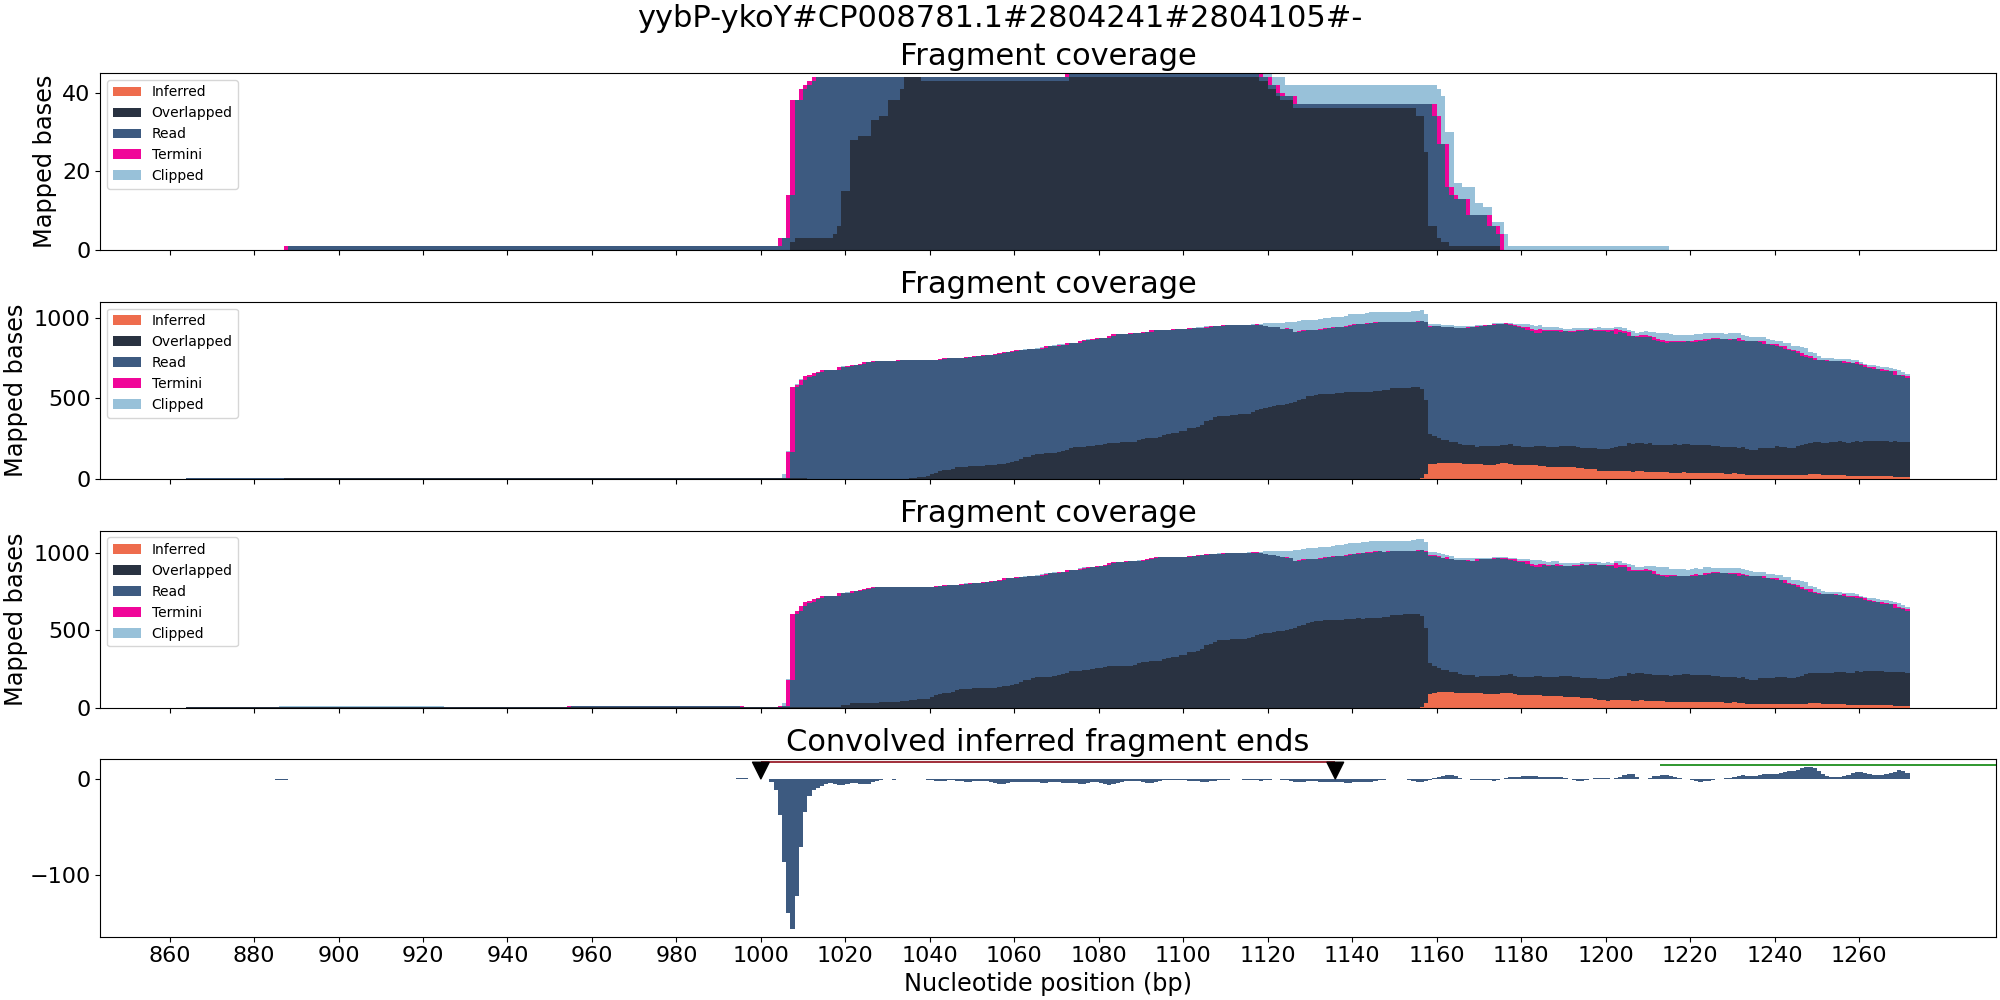 yybP-ykoY#CP008781.1#2804241#2804105#-
Fragment coverage
Mapped bases
40
20
0
Inferred
Overlapped
Read
Termini
Clipped
Fragment coverage
Mapped bases
1000
500
0
Inferred
Overlapped
Read
Termini
Clipped
Fragment coverage
Mapped bases
1000
500
0
Inferred
Overlapped
Read
Termini
Clipped
Convolved inferred fragment ends
0
−100
860 880 900 920 940 960 980 1000 1020 1040 1060 1080 1100 1120 1140 1160 1180 1200 1220 1240 1260
Nucleotide position (bp)